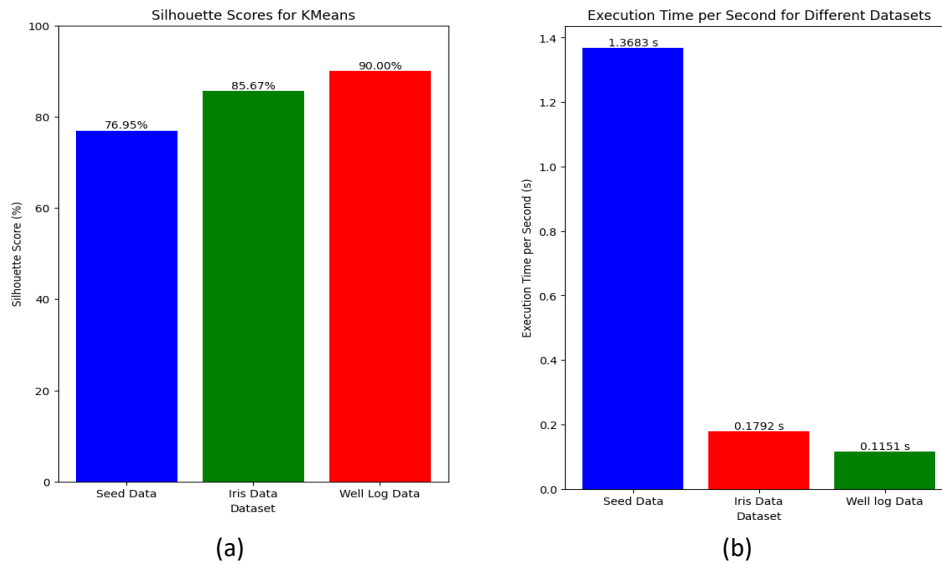 Silhouette Scores for KMeans
100
80
60
40
20
0
Silhouette Score (%)
76.95%
85.67%
90.00%
Seed Data
Iris Data
Well Log Data
Dataset
(a)
Execution Time per Second for Different Datasets
1.4
1.2
1.0
0.8
0.6
0.4
0.2
0.0
Execution Time per Second (s)
1.3683 s
0.1792 s
0.1151 s
Seed Data
Iris Data
Well log Data
Dataset
(b)